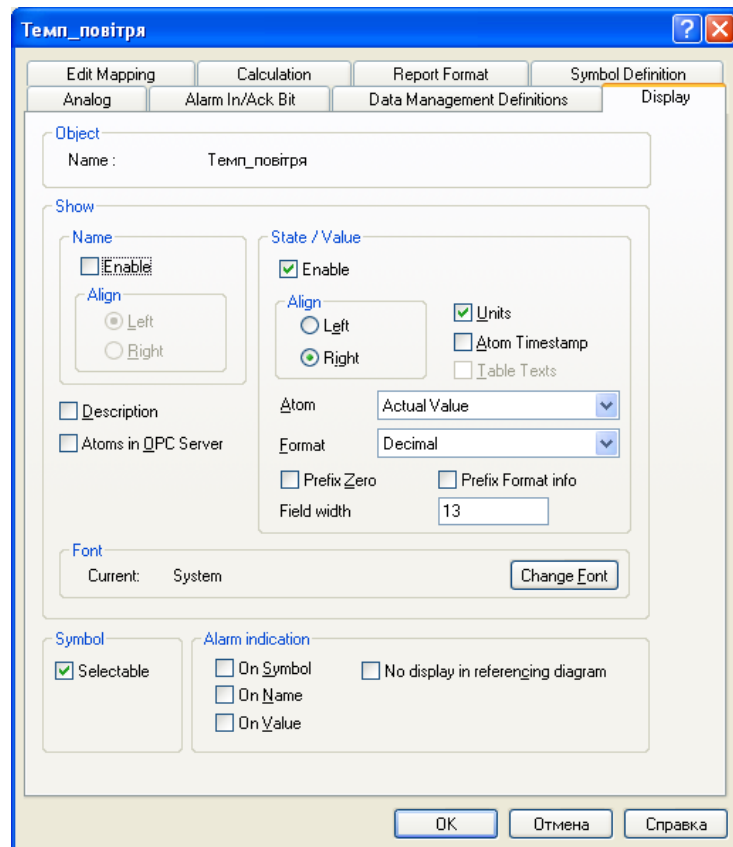 Темп_повітря
Edit Mapping Calculation Report Format Symbol Definition
Analog Alarm In/Ack Bit Data Management Definitions Display
Object
Name : Темп_повітря
Show
Name State / Value
Enable Enable
Align Align
Left Left Units
Right Right Atom Timestamp
Table Texts
Description Atom Actual Value
Atoms in OPC Server Format Decimal
Prefix Zero Prefix Format info
Field width 13
Font
Current: System Change Font
Symbol Alarm indication
Selectable On Symbol No display in referencing diagram
On Name
On Value
OK Отмена Справка